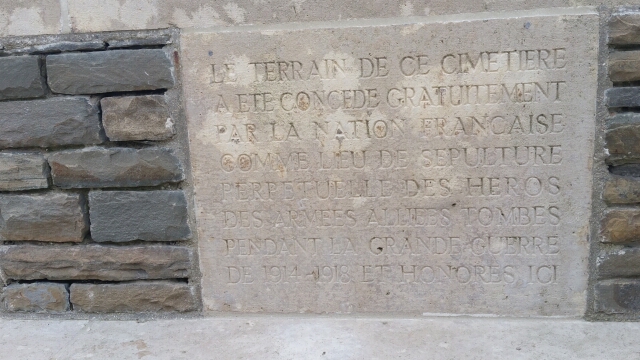 LE TERRAIN DE CE CIMETIERE
A ETE CONCEDE GRATUITEMENT
PAR LA NATION FRANCAISE
COMME LIEU DE SEPULTURE
PERPETUELLE DES HEROS
DES ARMEES ALLIEES TOMBES
PENDANT LA GRANDE GUERRE
DE 1914-1918 ET HONORES ICI